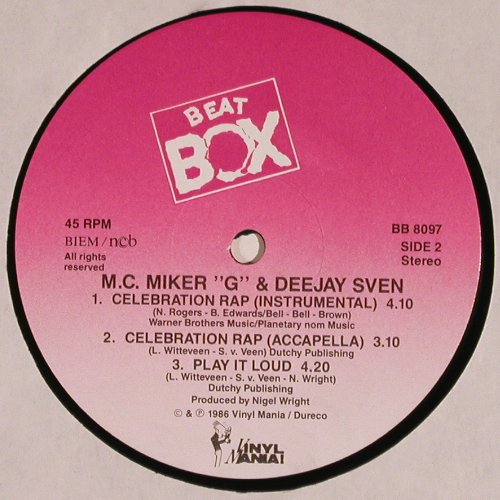 BEAT
BOX
45 RPM
BIEM/ncb
All rights
reserved
BB 8097
SIDE 2
Stereo
M.C. MIKER "G" & DEEJAY SVEN
1. CELEBRATION RAP (INSTRUMENTAL) 4.10
(N. Rogers - B. Edwards/Bell - Bell - Brown)
Warner Brothers Music/Planetary nom Music
2. CELEBRATION RAP (ACCAPELLA) 3.10
(L. Witteveen - S. v. Veen) Dutchy Publishing
3. PLAY IT LOUD 4.20
(L. Witteveen - S. v. Veen - N. Wright)
Dutchy Publishing
Produced by Nigel Wright
© & ℗ 1986 Vinyl Mania / Dureco
VINYL
MANIA!